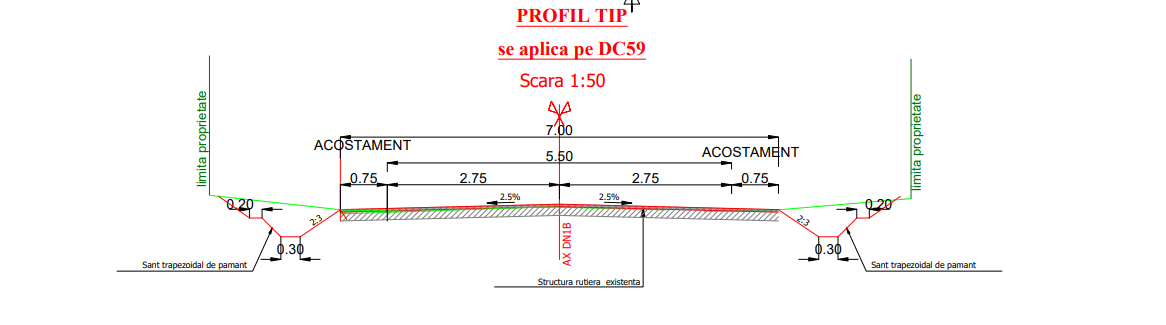 PROFIL TIP
se aplica pe DC59
Scara 1:50
limita proprietate
limita proprietate
7.00
ACOSTAMENT
ACOSTAMENT
5.50
0.75
2.75
2.75
0.75
2.5%
2.5%
0.20
0.20
2:3
2:3
0.30
0.30
AX DN1B
Sant trapezoidal de pamant
Sant trapezoidal de pamant
Structura rutiera existenta